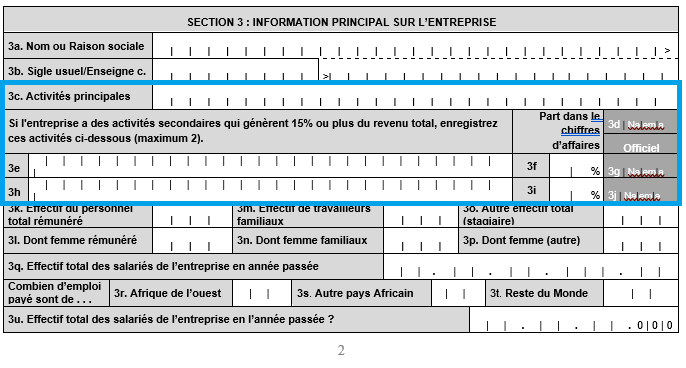 SECTION 3 : INFORMATION PRINCIPAL SUR L'ENTREPRISE
3a. Nom ou Raison sociale >
3b. Sigle usuel/Enseigne c. >
3c. Activités principales
Si l'entreprise a des activités secondaires qui génèrent 15% ou plus du revenu total, enregistrez
ces activités ci-dessous (maximum 2).
Part dans le
chiffres
d'affaires
3d | Na|em|a
Officiel
3e 3f % 3g | Na|em|a
3h 3i % 3j | Na|em|a
3k. Effectif du personnel
total rémunéré
3m. Effectif de travailleurs
familiaux
3o. Autre effectif total
(stagiaire)
3l. Dont femme rémunéré 3n. Dont femme familiaux 3p. Dont femme (autre)
3q. Effectif total des salariés de l'entreprise en année passée
Combien d'emploi
payé sont de . . .
3r. Afrique de l'ouest 3s. Autre pays Africain 3t. Reste du Monde
3u. Effectif total des salariés de l'entreprise en l'année passée ? . 0|0|0
2